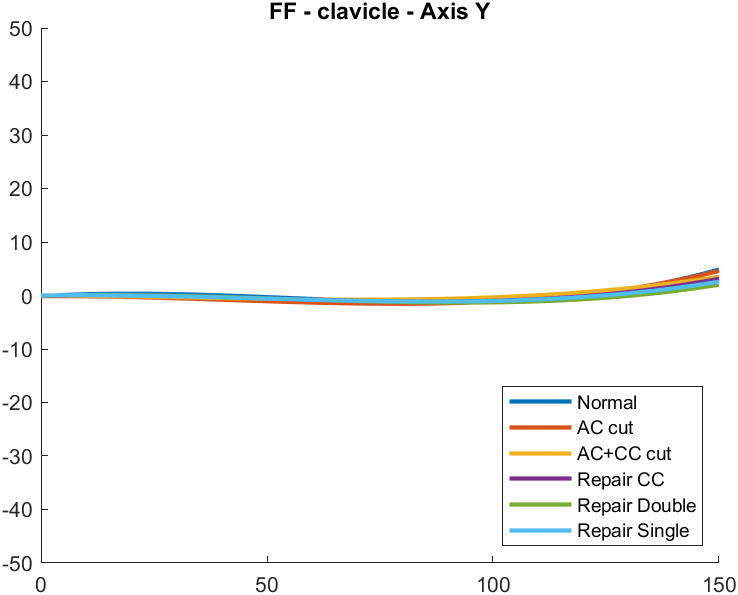 FF - clavicle - Axis Y
50
40
30
20
10
0
-10
-20
-30
-40
-50
Normal
AC cut
AC+CC cut
Repair CC
Repair Double
Repair Single
0 50 100 150